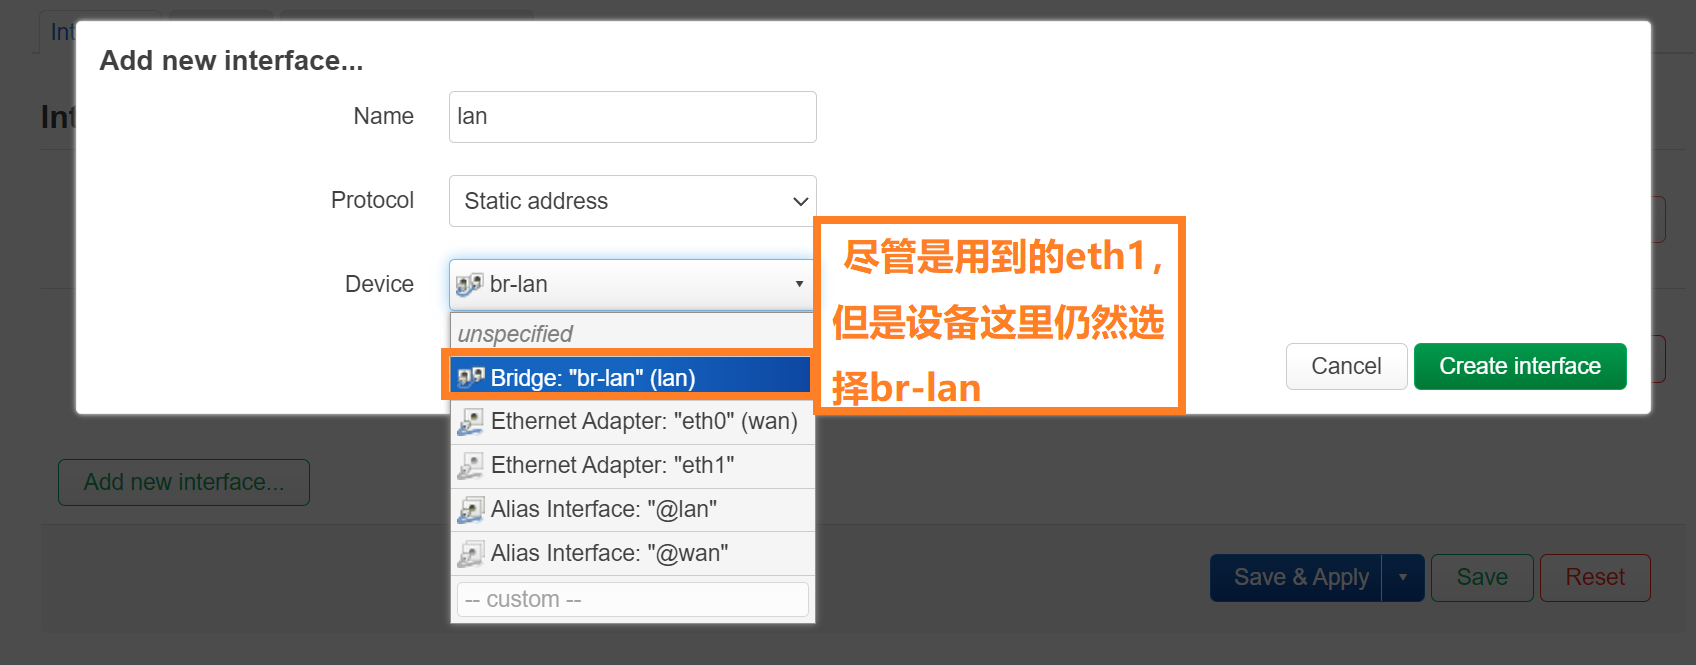 Int
Add new interface...
Name
lan
Int
Protocol
Static address
Device
br-lan
尽管是用到的eth1，
但是设备这里仍然选
择br-lan
unspecified
Bridge: "br-lan" (lan)
Cancel
Create interface
Ethernet Adapter: "eth0" (wan)
Ethernet Adapter: "eth1"
Add new interface...
Alias Interface: "@lan"
Alias Interface: "@wan"
-- custom --
Save & Apply
Save
Reset